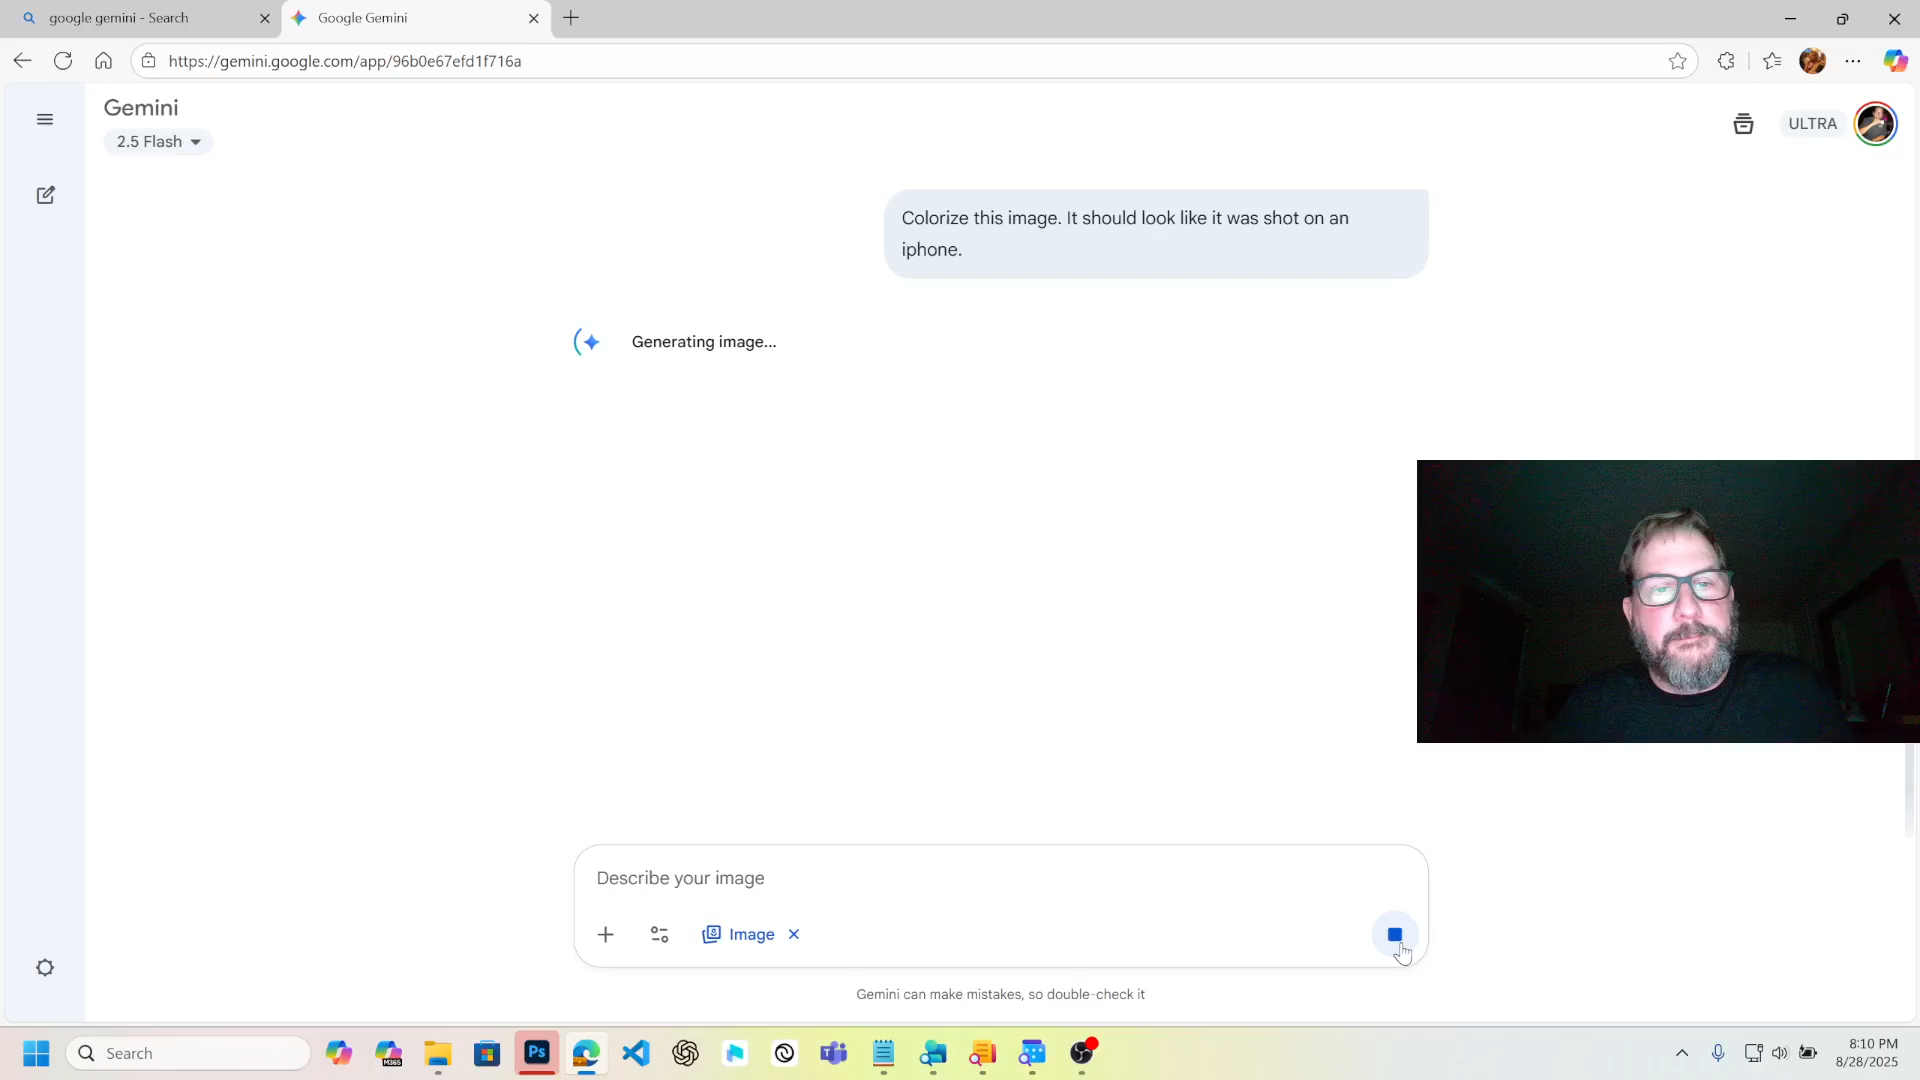 google gemini - Search
Google Gemini
https://gemini.google.com/app/96b0e67efd1f716a
Gemini
2.5 Flash
ULTRA
Colorize this image. It should look like it was shot on an
iphone.
Generating image...
Describe your image
Image
Gemini can make mistakes, so double-check it
M365
Ps
Search
8:10 PM
8/28/2025